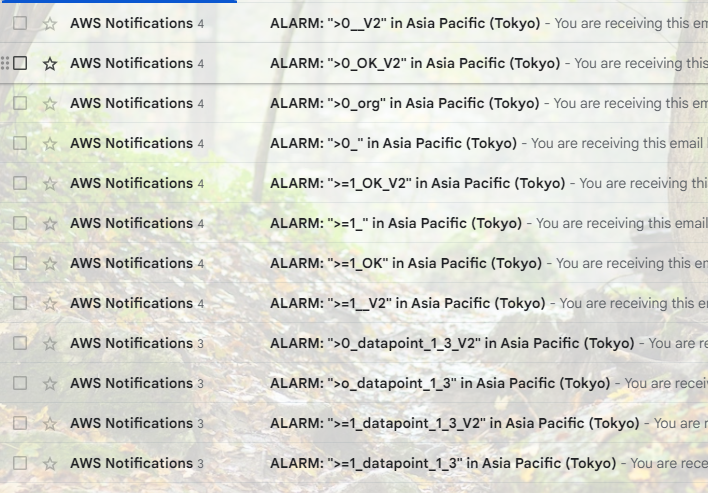 AWS Notifications 4 ALARM: ">0__V2" in Asia Pacific (Tokyo) - You are receiving this em
AWS Notifications 4 ALARM: ">0_OK_V2" in Asia Pacific (Tokyo) - You are receiving this
AWS Notifications 4 ALARM: ">0_org" in Asia Pacific (Tokyo) - You are receiving this em
AWS Notifications 4 ALARM: ">0_" in Asia Pacific (Tokyo) - You are receiving this email
AWS Notifications 4 ALARM: ">=1_OK_V2" in Asia Pacific (Tokyo) - You are receiving thi
AWS Notifications 4 ALARM: ">=1_" in Asia Pacific (Tokyo) - You are receiving this email
AWS Notifications 4 ALARM: ">=1_OK" in Asia Pacific (Tokyo) - You are receiving this em
AWS Notifications 4 ALARM: ">=1__V2" in Asia Pacific (Tokyo) - You are receiving this e
AWS Notifications 3 ALARM: ">0_datapoint_1_3_V2" in Asia Pacific (Tokyo) - You are re
AWS Notifications 3 ALARM: ">o_datapoint_1_3" in Asia Pacific (Tokyo) - You are recei
AWS Notifications 3 ALARM: ">=1_datapoint_1_3_V2" in Asia Pacific (Tokyo) - You are r
AWS Notifications 3 ALARM: ">=1_datapoint_1_3" in Asia Pacific (Tokyo) - You are rece